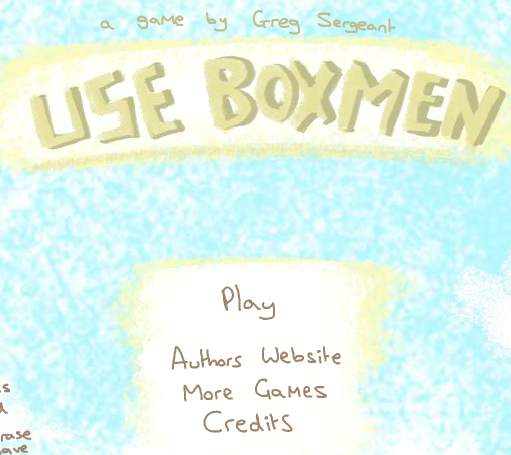 a game by Greg Sergeant
USE BOXMEN
Play
Authors Website
More Games
Credits